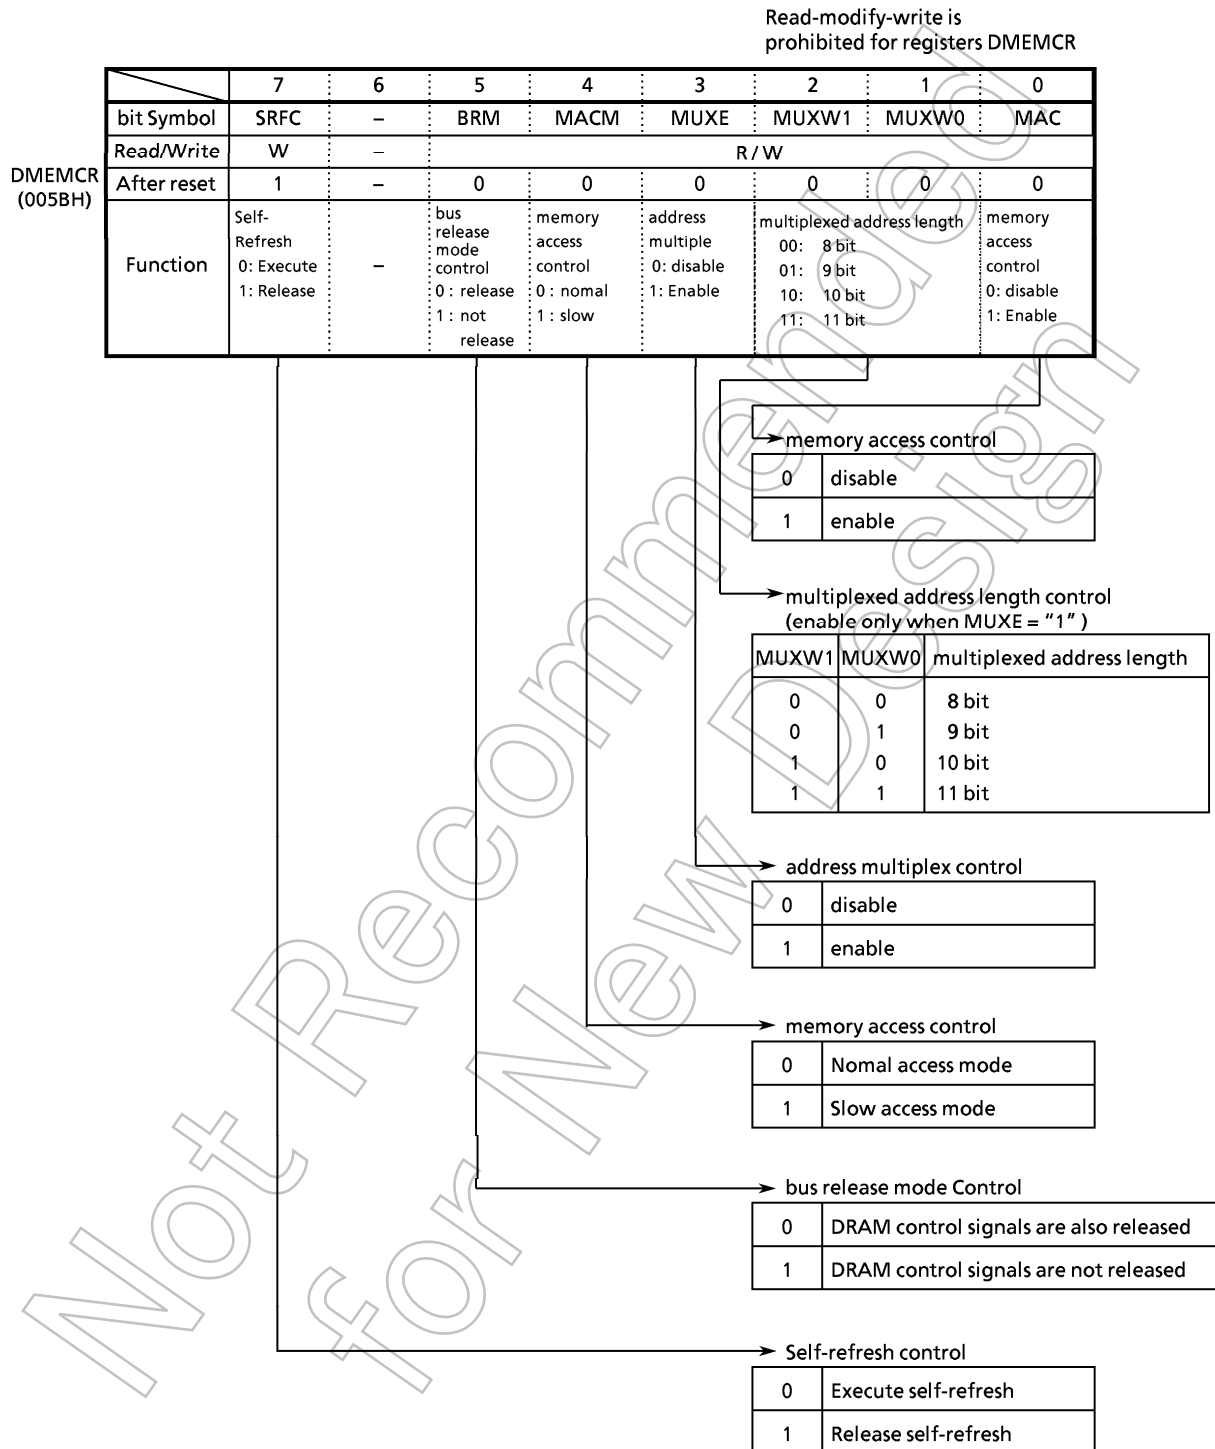 Read-modify-write is
prohibited for registers DMEMCR
7 6 5 4 3 2 1 0
bit Symbol SRFC – BRM MACM MUXE MUXW1 MUXW0 MAC
Read/Write W – R / W
DMEMCR
(005BH)
After reset 1 – 0 0 0 0 0 0
Function
Self-
Refresh
0: Execute
1: Release
–
bus
release
mode
control
0 : release
1 : not
release
memory
access
control
0 : nomal
1 : slow
address
multiple
0: disable
1: Enable
multiplexed address length
00: 8 bit
01: 9 bit
10: 10 bit
11: 11 bit
memory
access
control
0: disable
1: Enable
memory access control
0 disable
1 enable
multiplexed address length control
(enable only when MUXE = "1" )
MUXW1 MUXW0 multiplexed address length
0 0 8 bit
0 1 9 bit
1 0 10 bit
1 1 11 bit
address multiplex control
0 disable
1 enable
memory access control
0 Nomal access mode
1 Slow access mode
bus release mode Control
0 DRAM control signals are also released
1 DRAM control signals are not released
Self-refresh control
0 Execute self-refresh
1 Release self-refresh
Not Recommended
for New Design